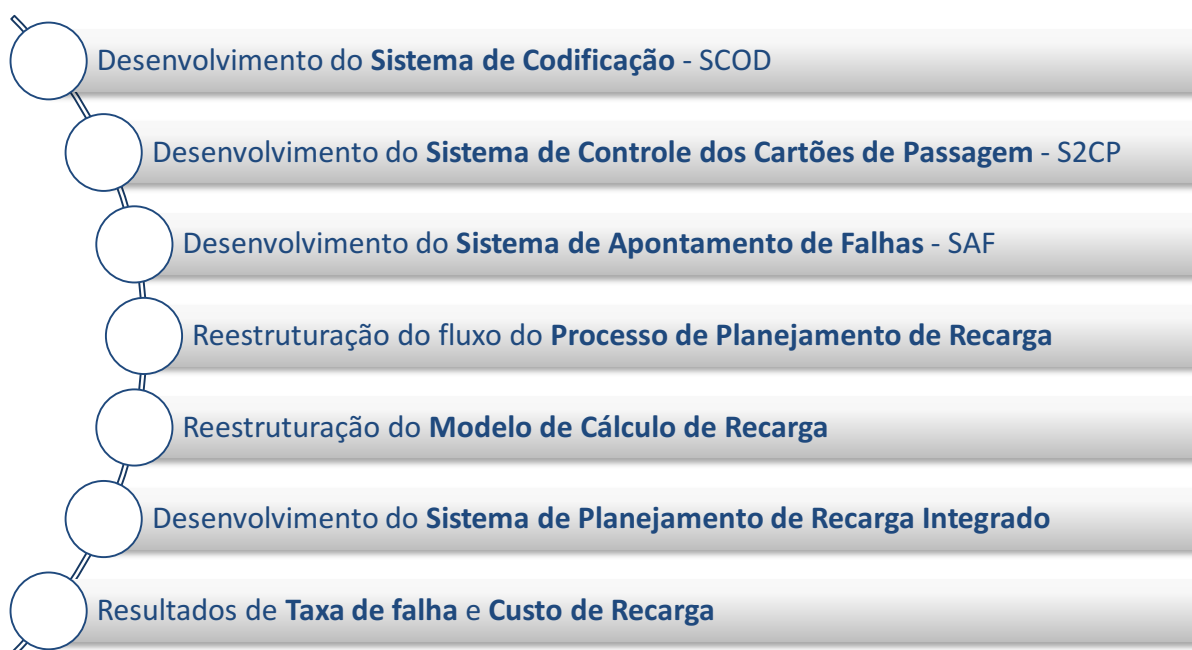 Desenvolvimento do Sistema de Codificação - SCOD
Desenvolvimento do Sistema de Controle dos Cartões de Passagem - S2CP
Desenvolvimento do Sistema de Apontamento de Falhas - SAF
Reestruturação do fluxo do Processo de Planejamento de Recarga
Reestruturação do Modelo de Cálculo de Recarga
Desenvolvimento do Sistema de Planejamento de Recarga Integrado
Resultados de Taxa de falha e Custo de Recarga